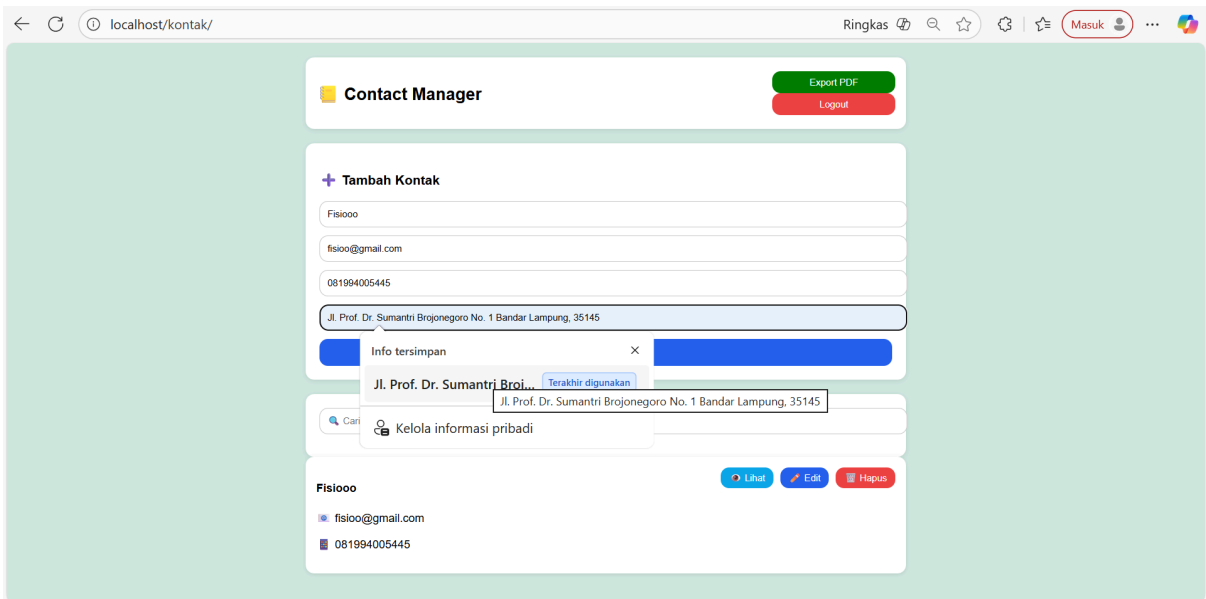 localhost/kontak/
Ringkas
Masuk
Contact Manager
Export PDF
Logout
Tambah Kontak
Fisiooo
fisioo@gmail.com
081994005445
Jl. Prof. Dr. Sumantri Brojonegoro No. 1 Bandar Lampung, 35145
Info tersimpan
Jl. Prof. Dr. Sumantri Broj... Terakhir digunakan
Jl. Prof. Dr. Sumantri Brojonegoro No. 1 Bandar Lampung, 35145
Cari
Kelola informasi pribadi
Lihat
Edit
Hapus
Fisiooo
fisioo@gmail.com
081994005445